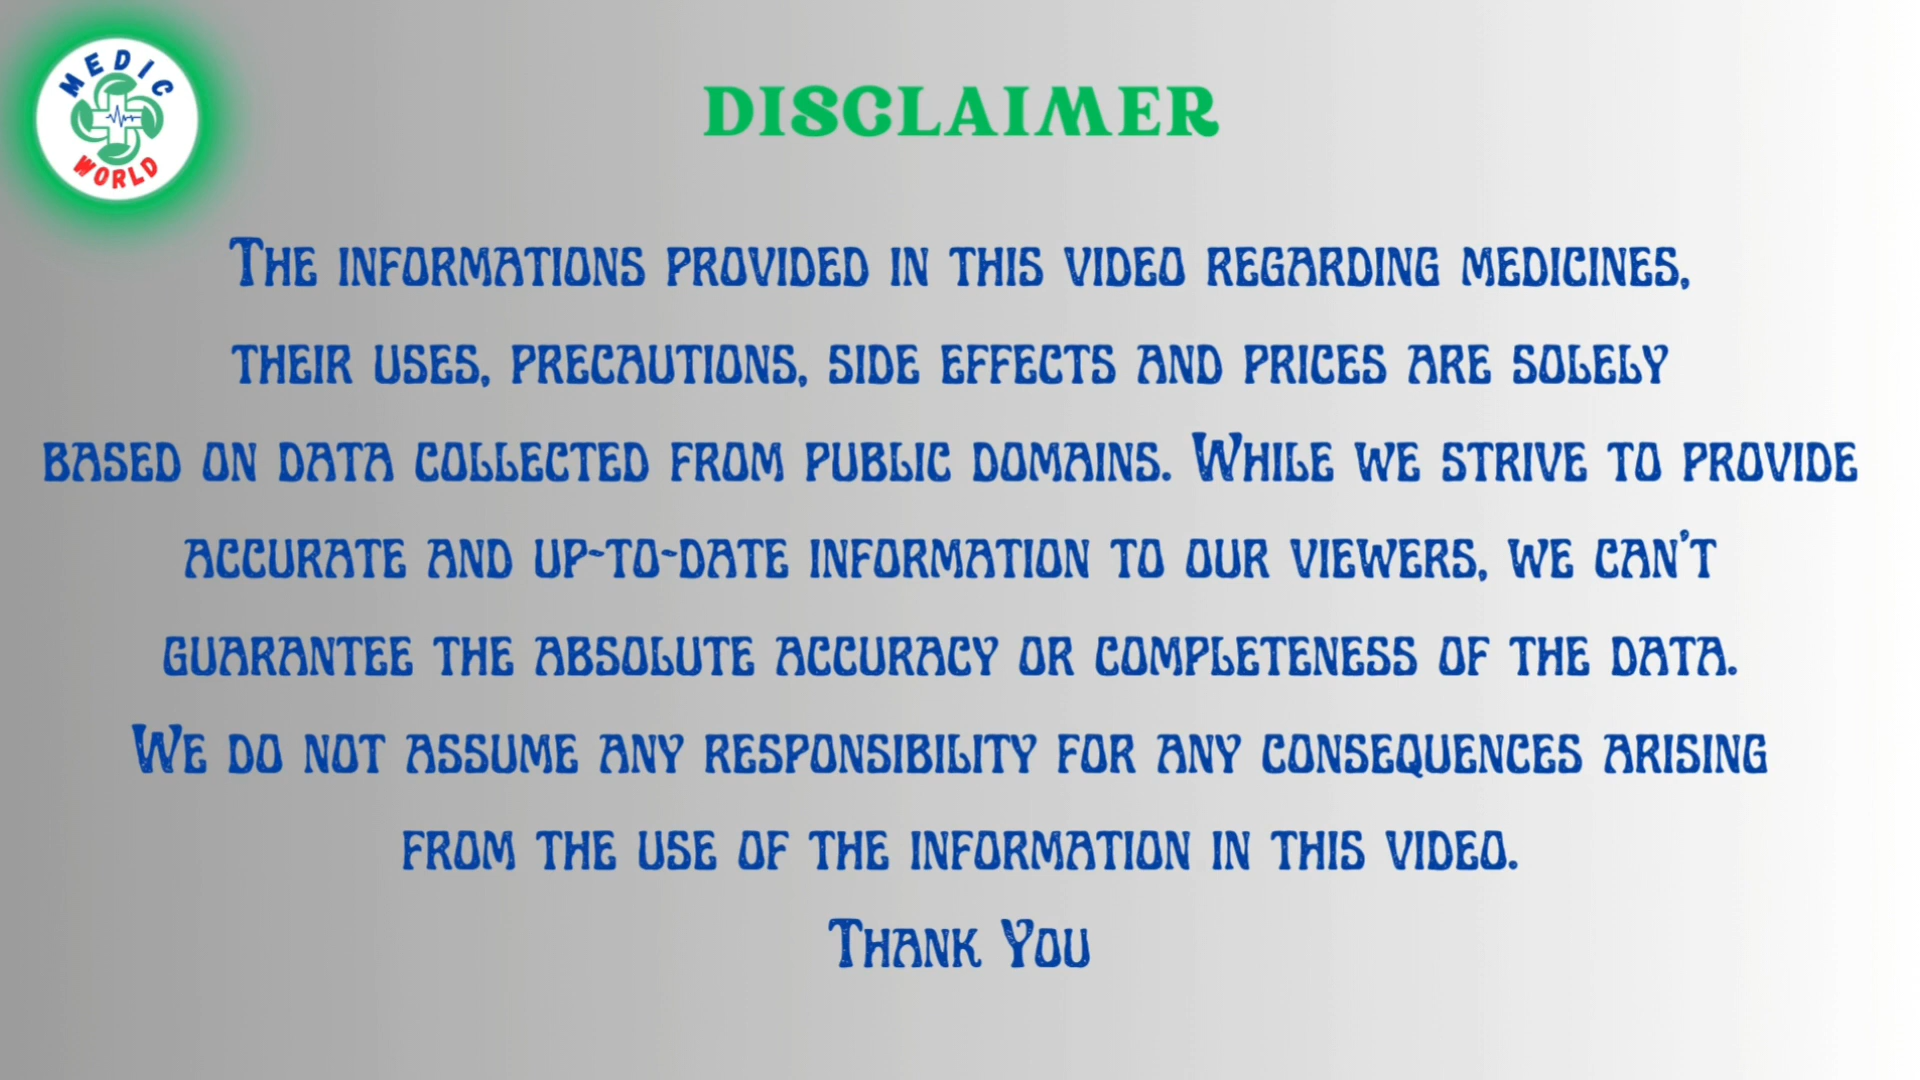 MEDIC
WORLD
DISCLAIMER
The informations provided in this video regarding medicines,
their uses, precautions, side effects and prices are solely
based on data collected from public domains. While we strive to provide
accurate and up-to-date information to our viewers, we can't
guarantee the absolute accuracy or completeness of the data.
We do not assume any responsibility for any consequences arising
from the use of the information in this video.
Thank You